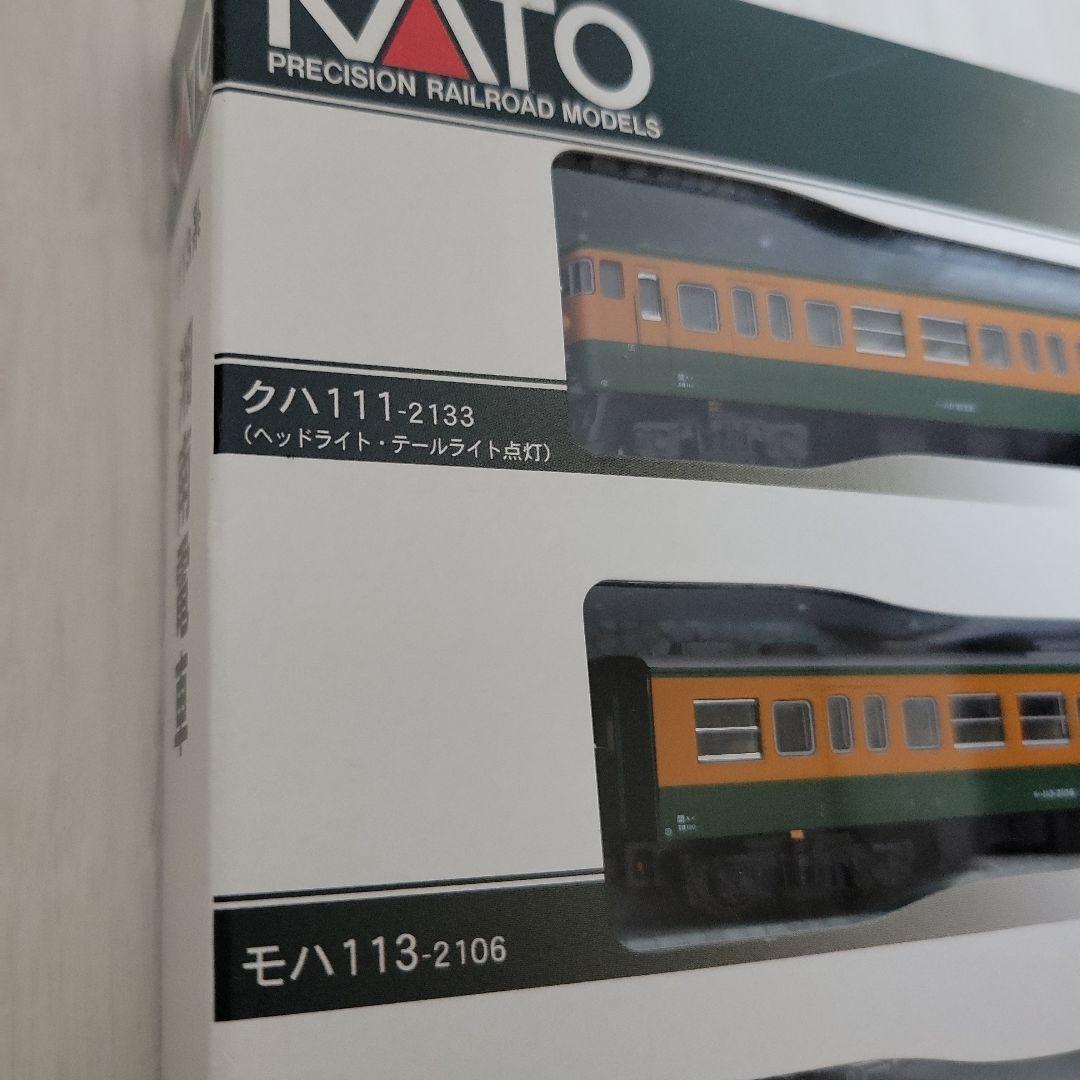 KATO
PRECISION RAILROAD MODELS
クハ111-2133
(ヘッドライト・テールライト点灯)
モハ113-2106